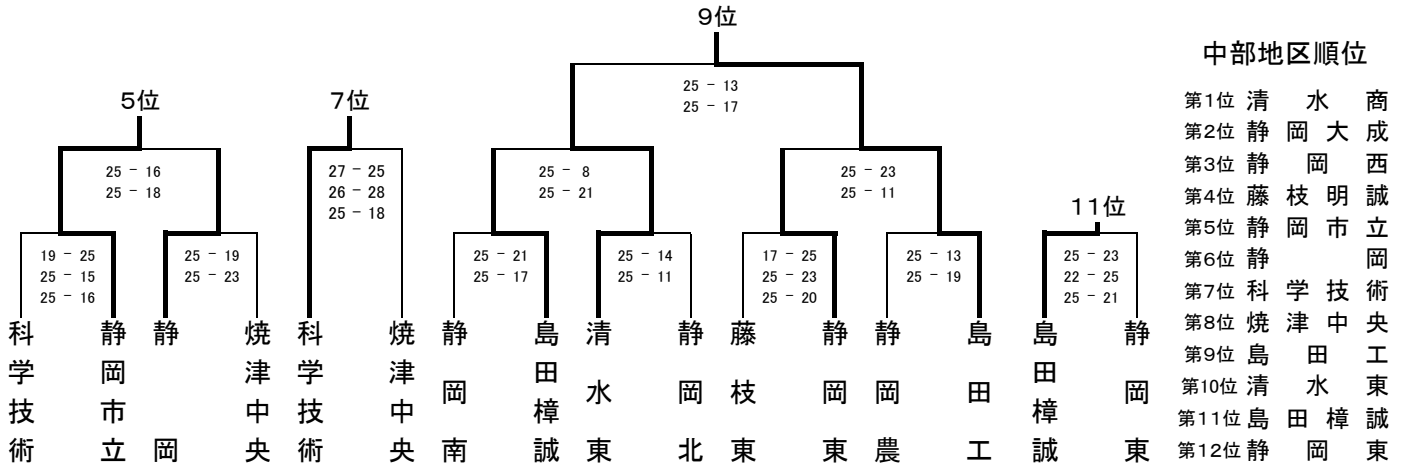 9位
中部地区順位
5位
7位
11位
25 - 13
25 - 17
25 - 16
25 - 18
27 - 25
26 - 28
25 - 18
25 - 8
25 - 21
25 - 23
25 - 11
19 - 25
25 - 15
25 - 16
25 - 19
25 - 23
25 - 21
25 - 17
25 - 14
25 - 11
17 - 25
25 - 23
25 - 20
25 - 13
25 - 19
25 - 23
22 - 25
25 - 21
科学技術
静岡市立
静岡
焼津中央
科学技術
焼津中央
静岡南
島田樟誠
清水東
静岡北
藤枝東
静岡東
静岡農
島田工
島田樟誠
静岡東
第1位 清水商
第2位 静岡大成
第3位 静岡西
第4位 藤枝明誠
第5位 静岡市立
第6位 静岡
第7位 科学技術
第8位 焼津中央
第9位 島田工
第10位 清水東
第11位 島田樟誠
第12位 静岡東